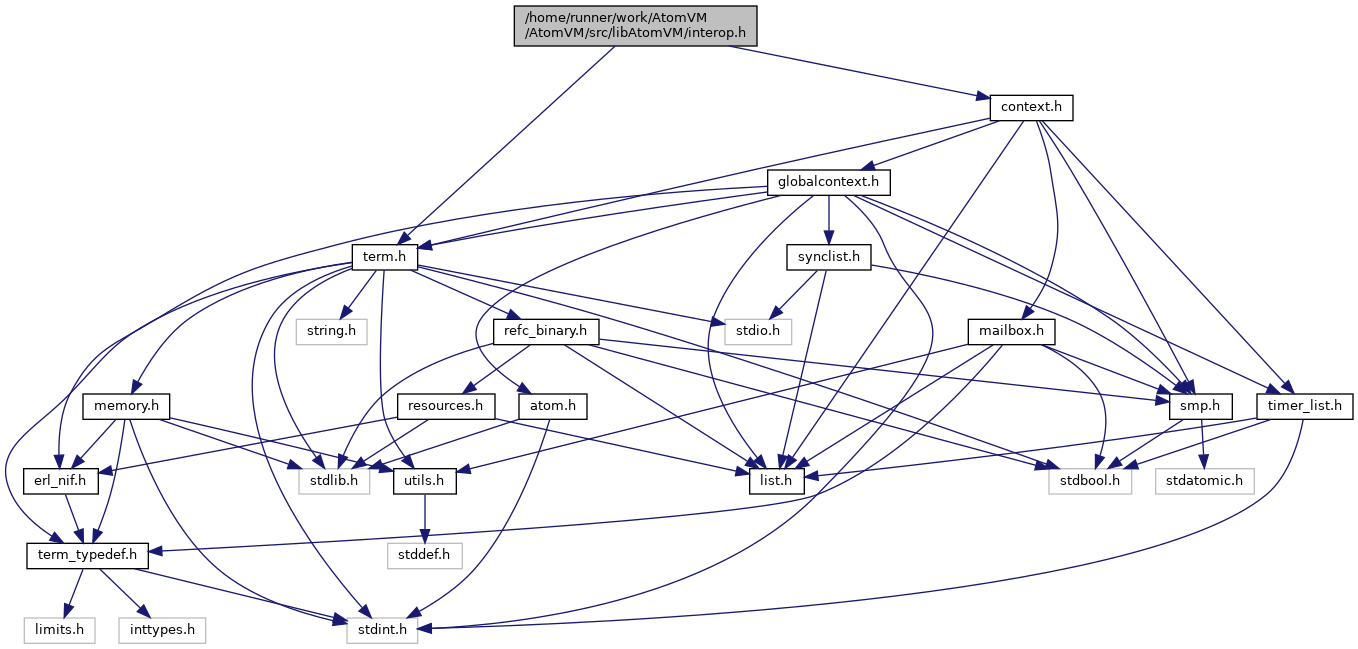 /home/runner/work/AtomVM
/AtomVM/src/libAtomVM/interop.h
context.h
globalcontext.h
term.h
synclist.h
string.h
refc_binary.h
stdio.h
mailbox.h
memory.h
resources.h
atom.h
smp.h
timer_list.h
erl_nif.h
stdlib.h
utils.h
list.h
stdbool.h
stdatomic.h
term_typedef.h
stddef.h
limits.h
inttypes.h
stdint.h